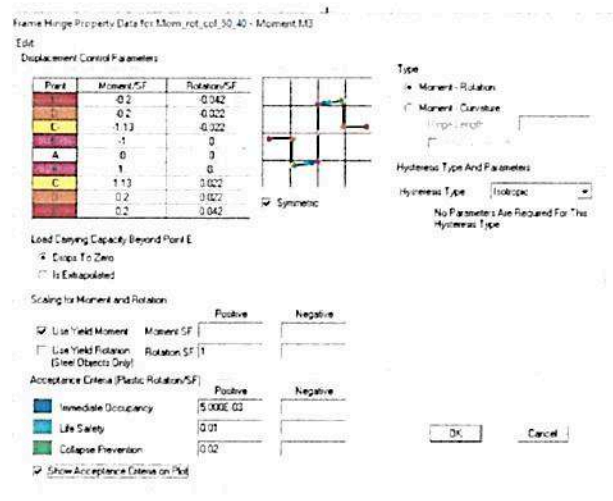 Frame Hinge Property Data for Mom_rot_col_50_40 - Moment M3
Edit
Displacement Control Parameters
Point Moment/SF Rotation/SF
-0.2 -0.042
-0.2 -0.022
C- -1.13 -0.022
-1 0
A 0 0
1 0.
C 1.13 0.022
0.2 0.022
0.2 0.042
Symmetric
Type
Moment - Rotation
Moment - Curvature
Hinge Length
Hysteresis Type And Parameters
Hysteresis Type Isotropic
No Parameters Are Required For This
Hysteresis Type
Load Carrying Capacity Beyond Point E
Drops To Zero
Is Extrapolated
Scaling for Moment and Rotation
Positive Negative
Use Yield Moment Moment SF
Use Yield Rotation Rotation SF 1
(Steel Objects Only)
Acceptance Criteria (Plastic Rotation/SF)
Positive Negative
Immediate Occupancy 5.000E-03
Life Safety 0.01
Collapse Prevention 0.02
Show Acceptance Criteria on Plot
OK Cancel